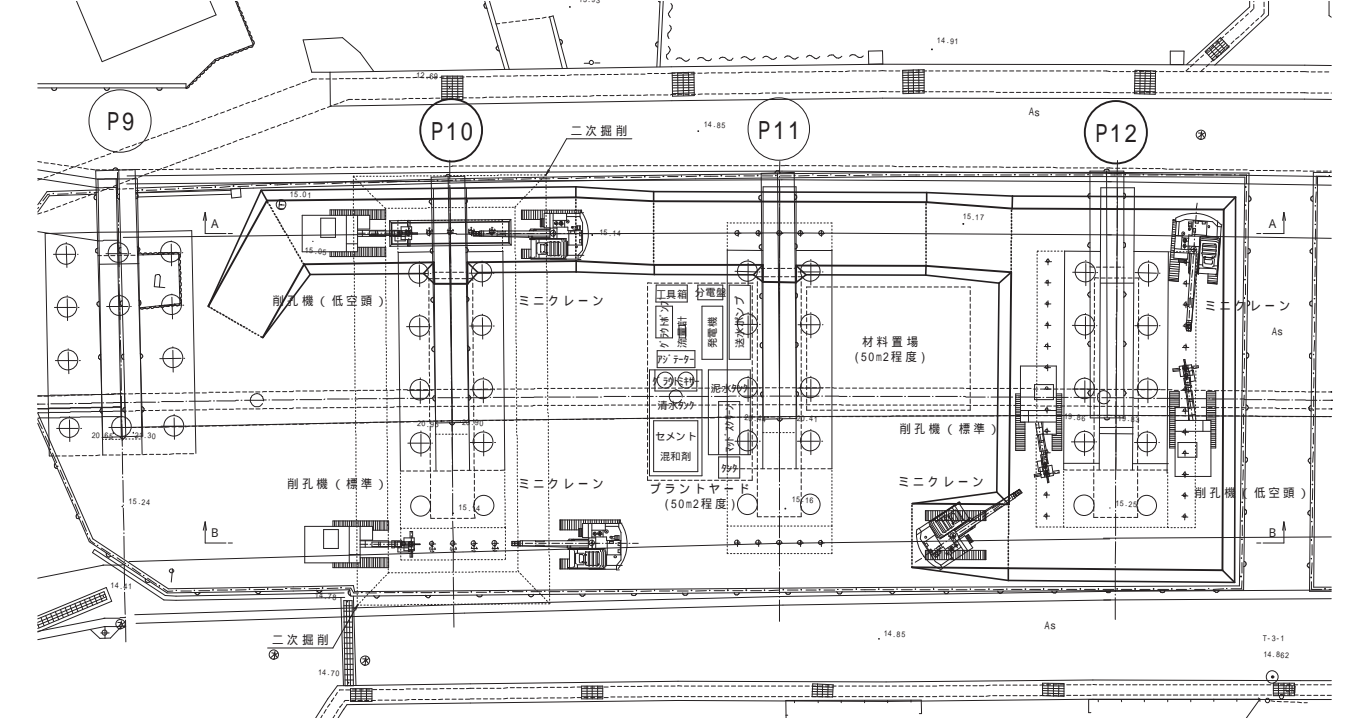 14.91
12.69
P9
P10
P11
P12
14.85
二次掘削
As
15.01
A
15.05
15.14
15.17
A
削孔機(低空頭)
ミニクレーン
工具箱
分電盤
グラウトポンプ
流量計
発電機
送水ポンプ
アジテーター
グラウトミキサー
泥水タンク
清水タンク
セメント
混和剤
タンク
材料置場
(50m2程度)
ミニクレーン
As
削孔機(標準)
削孔機(標準)
ミニクレーン
プラントヤード
(50m2程度)
ミニクレーン
削孔機(低空頭)
15.24
15.14
15.16
15.25
B
B
14.81
14.78
二次掘削
14.70
14.85
As
T-3-1
14.862